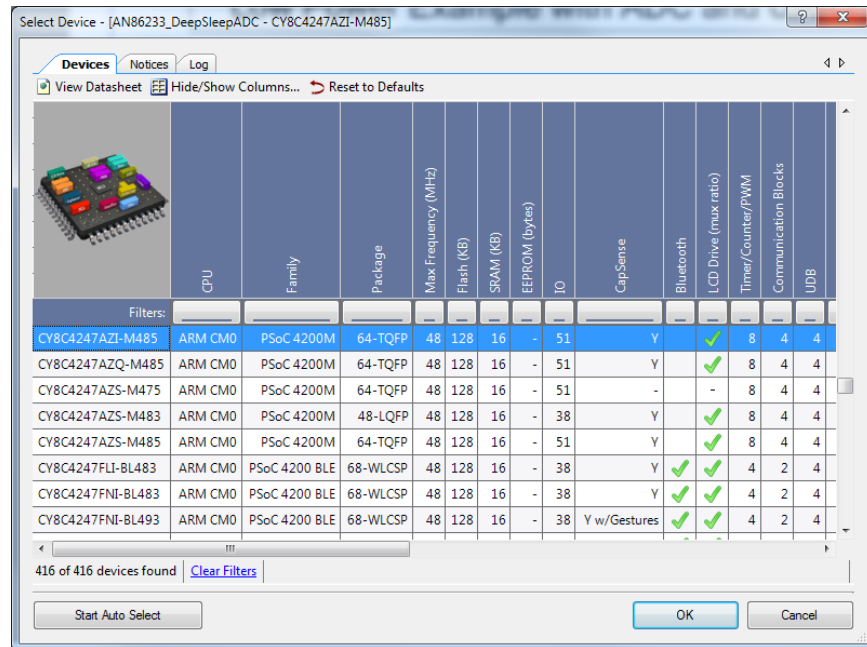 Select Device - [AN86233_DeepSleepADC - CY8C4247AZI-M485]
Devices Notices Log
View Datasheet Hide/Show Columns... Reset to Defaults
CPU Family Package Max Frequency (MHz) Flash (KB) SRAM (KB) EEPROM (bytes) IO CapSense Bluetooth LCD Drive (mux ratio) Timer/Counter/PWM Communication Blocks UDB
Filters:
CY8C4247AZI-M485 ARM CM0 PSoC 4200M 64-TQFP 48 128 16 - 51 Y ✓ 8 4 4
CY8C4247AZQ-M485 ARM CM0 PSoC 4200M 64-TQFP 48 128 16 - 51 Y ✓ 8 4 4
CY8C4247AZS-M475 ARM CM0 PSoC 4200M 64-TQFP 48 128 16 - 51 - - 8 4 4
CY8C4247AZS-M483 ARM CM0 PSoC 4200M 48-LQFP 48 128 16 - 38 Y ✓ 8 4 4
CY8C4247AZS-M485 ARM CM0 PSoC 4200M 64-TQFP 48 128 16 - 51 Y ✓ 8 4 4
CY8C4247FLI-BL483 ARM CM0 PSoC 4200 BLE 68-WLCSP 48 128 16 - 38 Y ✓ ✓ 4 2 4
CY8C4247FNI-BL483 ARM CM0 PSoC 4200 BLE 68-WLCSP 48 128 16 - 38 Y ✓ ✓ 4 2 4
CY8C4247FNI-BL493 ARM CM0 PSoC 4200 BLE 68-WLCSP 48 128 16 - 38 Y w/Gestures ✓ ✓ 4 2 4
416 of 416 devices found Clear Filters
Start Auto Select OK Cancel